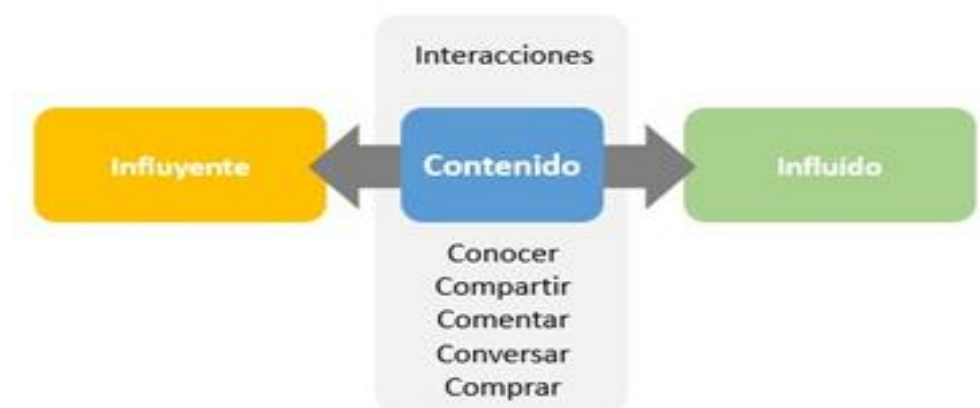 Interacciones
Influyente
Contenido
Influido
Conocer
Compartir
Comentar
Conversar
Comprar